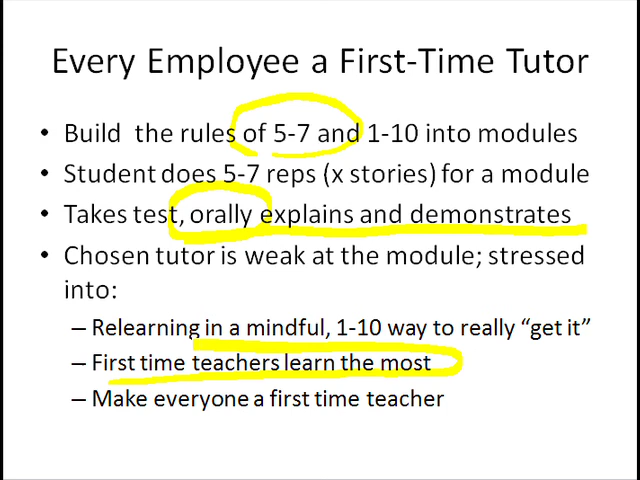 Every Employee a First-Time Tutor
• Build the rules of 5-7 and 1-10 into modules
• Student does 5-7 reps (x stories) for a module
• Takes test, orally explains and demonstrates
• Chosen tutor is weak at the module; stressed
into:
– Relearning in a mindful, 1-10 way to really “get it”
– First time teachers learn the most
– Make everyone a first time teacher